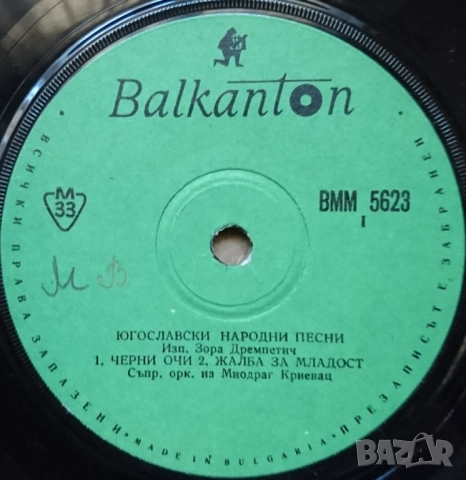 Balkanton
M
33
ВММ 5623
I
М В
ЮГОСЛАВСКИ НАРОДНИ ПЕСНИ
Изп. Зора Дремпетич
1, ЧЕРНИ ОЧИ 2, ЖАЛБА ЗА МЛАДОСТ
Съпр. орк. на Миодраг Крневац
ВСИЧКИ ПРАВА ЗАПАЗЕНИ • MADE IN BULGARIA • ПРЕЗАПИСЪТ Е ЗАБРАНЕН
BAZAR
bg